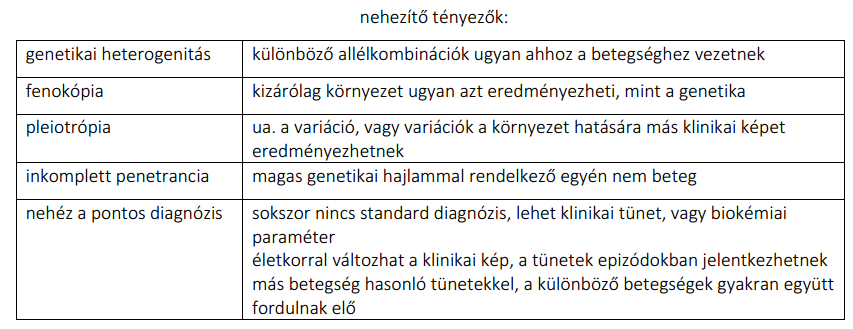 nehezítő tényezők:
genetikai heterogenitás
különböző allélkombinációk ugyan ahhoz a betegséghez vezetnek
fenokópia
kizárólag környezet ugyan azt eredményezheti, mint a genetika
pleiotrópia
ua. a variáció, vagy variációk a környezet hatására más klinikai képet
eredményezhetnek
inkomplett penetrancia
magas genetikai hajlammal rendelkező egyén nem beteg
nehéz a pontos diagnózis
sokszor nincs standard diagnózis, lehet klinikai tünet, vagy biokémiai
paraméter
életkorral változhat a klinikai kép, a tünetek epizódokban jelentkezhetnek
más betegség hasonló tünetekkel, a különböző betegségek gyakran együtt
fordulnak elő